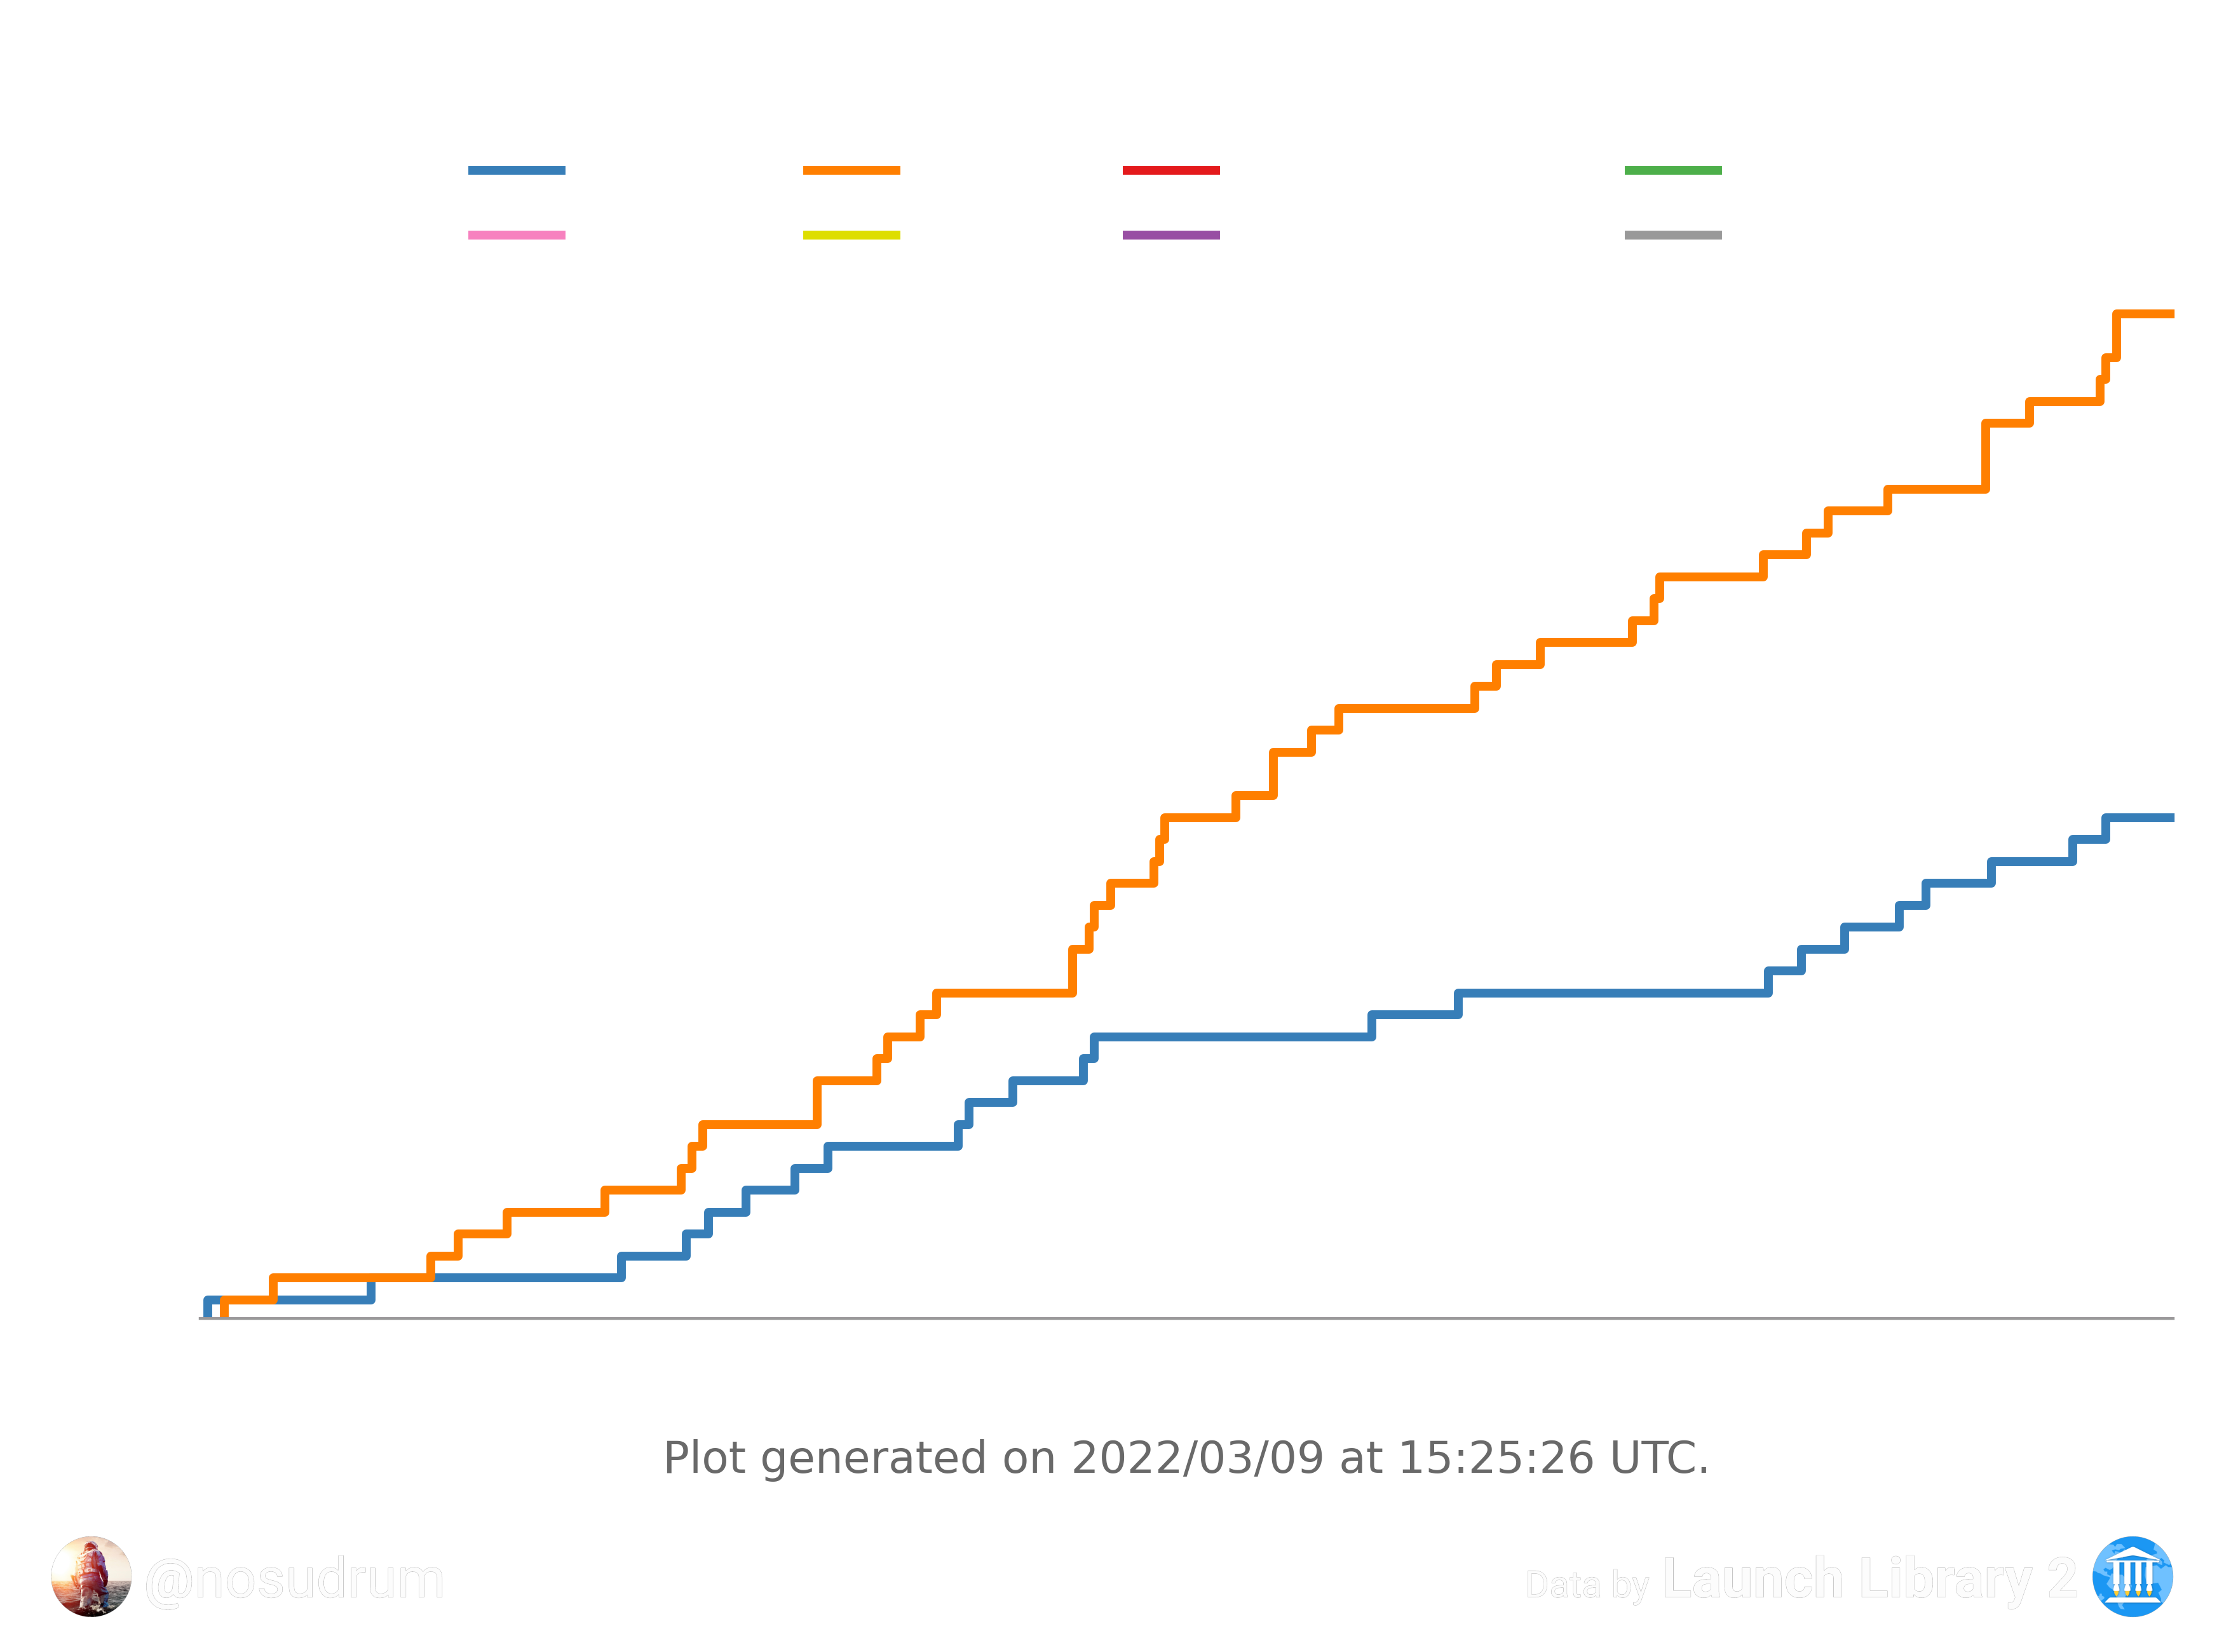 Plot generated on 2022/03/09 at 15:25:26 UTC.
@nosudrum
Data by Launch Library 2